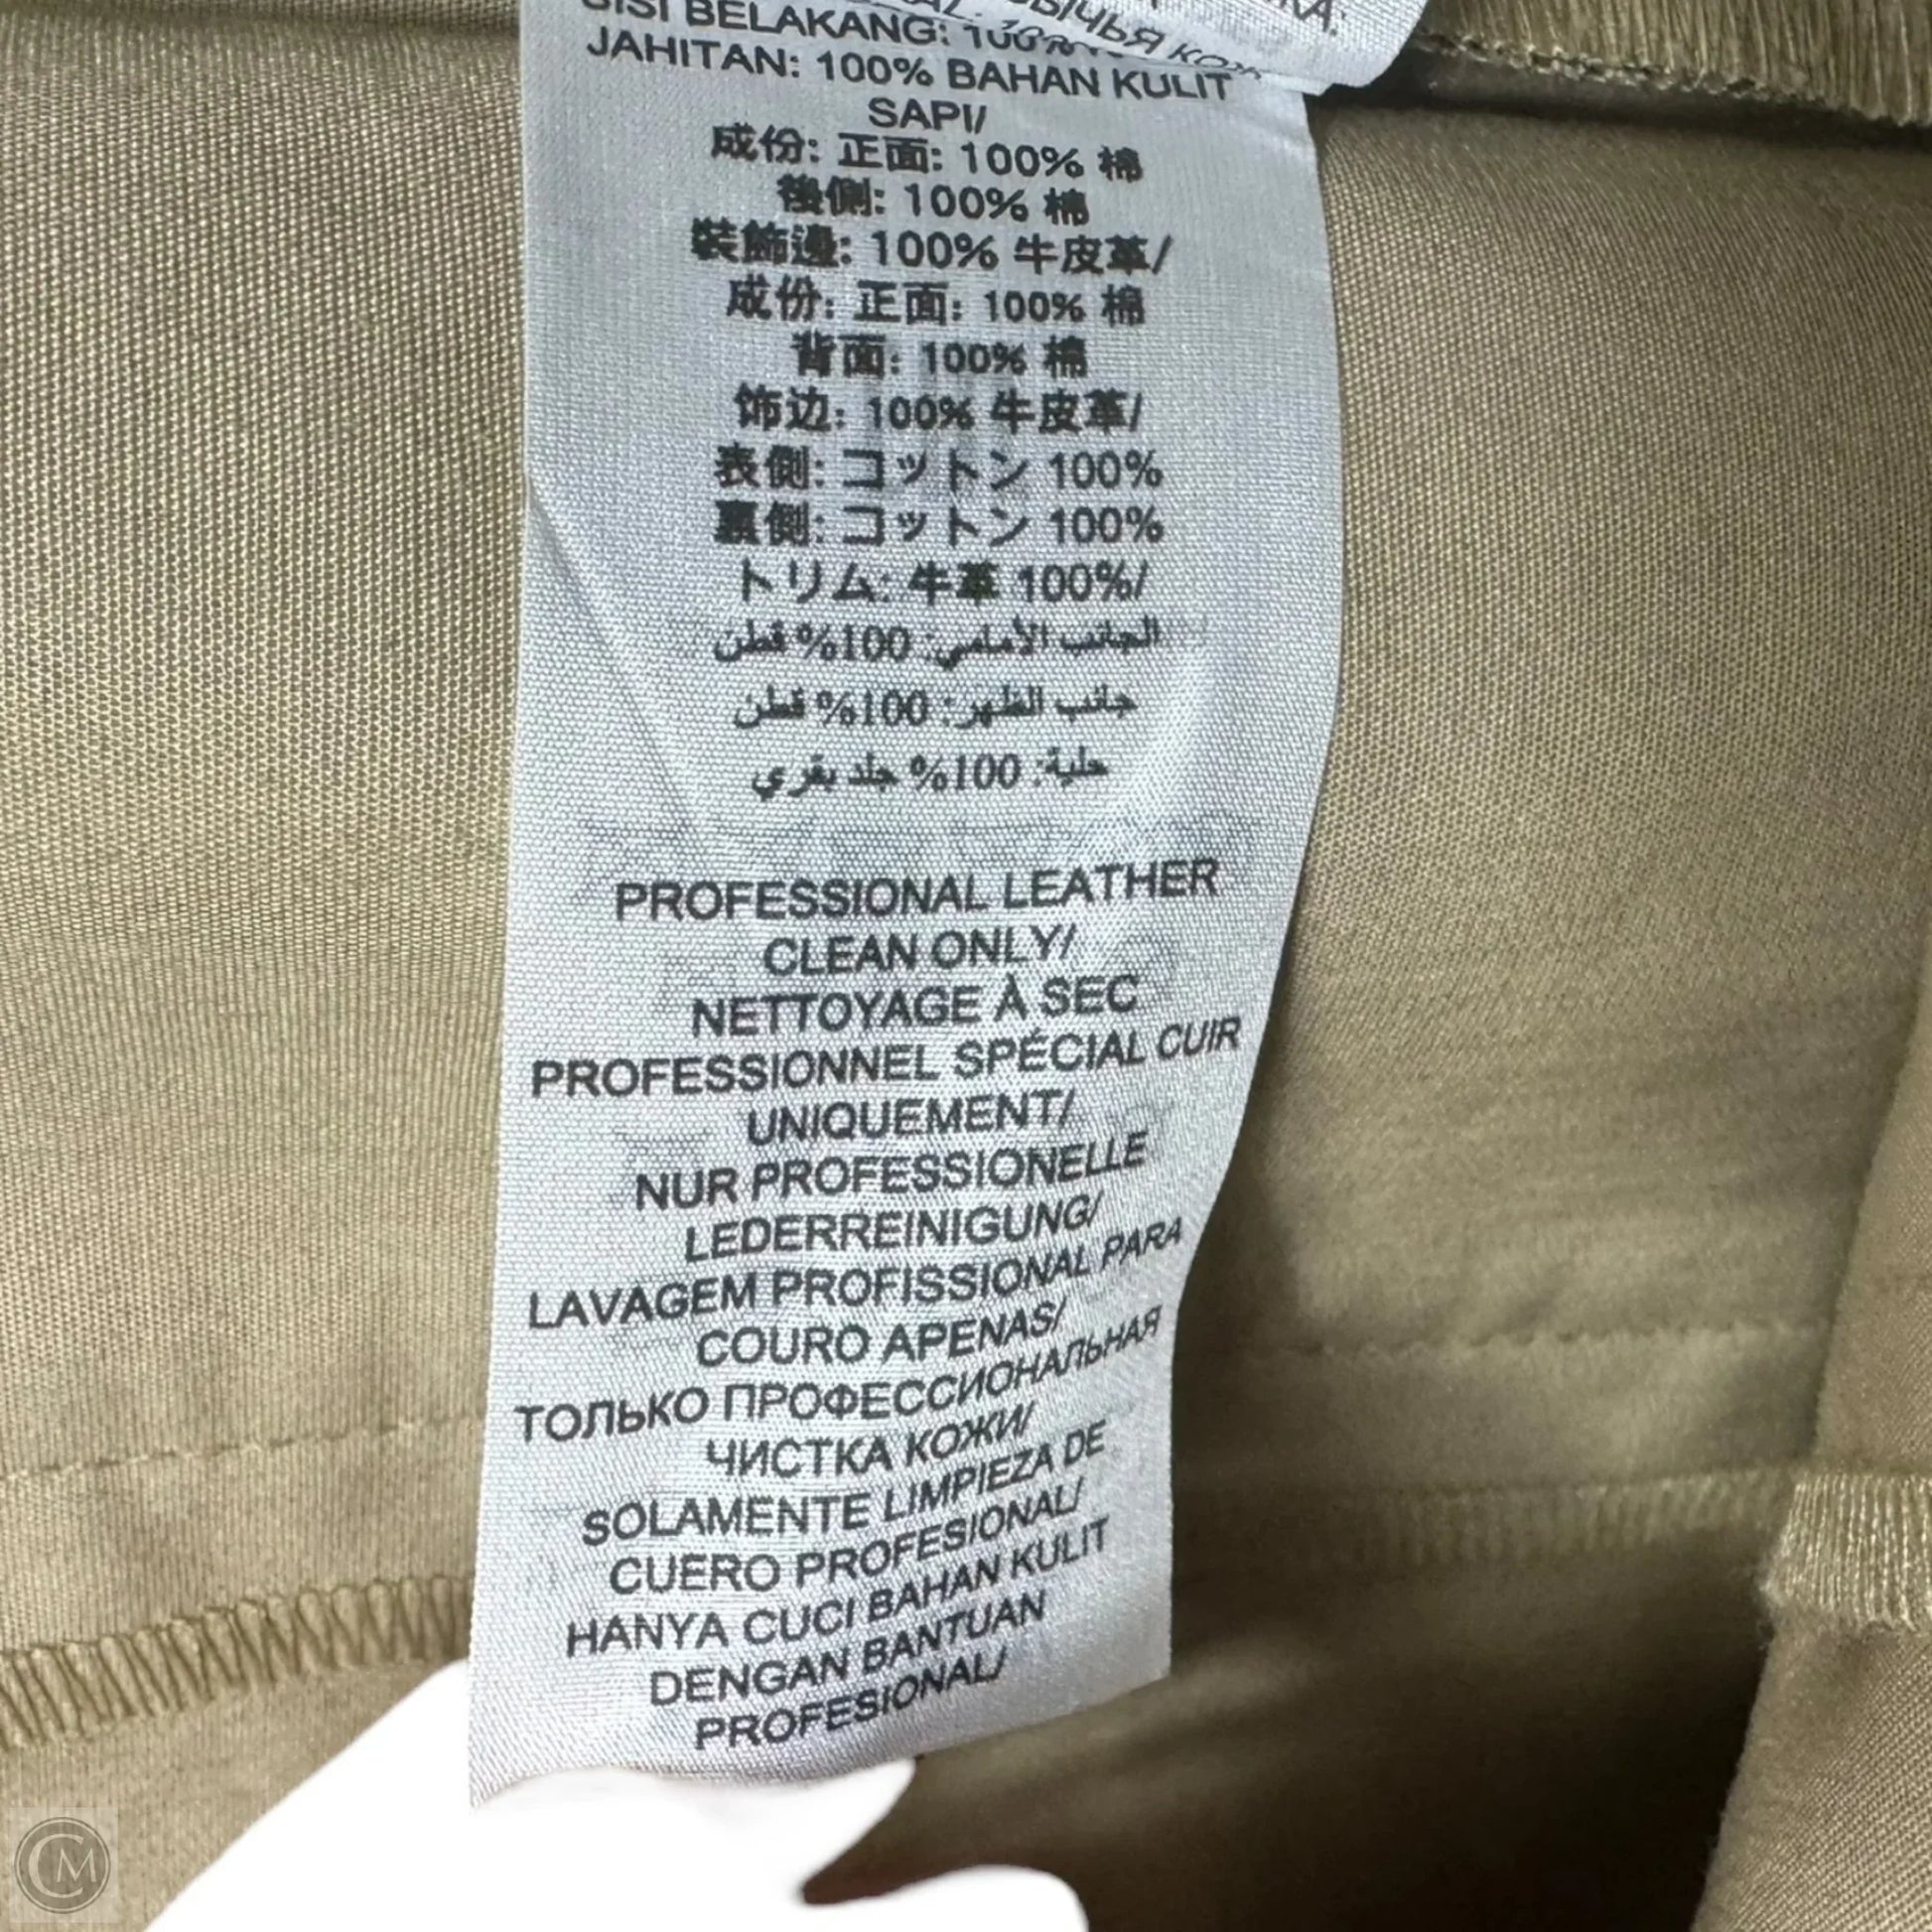 SISI BELAKANG: 100%
JAHITAN: 100% BAHAN KULIT
SAPI/
成份: 正面: 100% 棉
後側: 100% 棉
裝飾邊: 100% 牛皮革/
成份: 正面: 100% 棉
背面: 100% 棉
饰边: 100% 牛皮革/
表側: コットン 100%
裏側: コットン 100%
トリム: 牛革 100%/
الجانب الأمامي: 100% قطن
جانب الظهر: 100% قطن
حلية: 100% جلد بقري
PROFESSIONAL LEATHER
CLEAN ONLY/
NETTOYAGE À SEC
PROFESSIONNEL SPÉCIAL CUIR
UNIQUEMENT/
NUR PROFESSIONELLE
LEDERREINIGUNG/
LAVAGEM PROFISSIONAL PARA
COURO APENAS/
ТОЛЬКО ПРОФЕССИОНАЛЬНАЯ
ЧИСТКА КОЖИ/
SOLAMENTE LIMPIEZA DE
CUERO PROFESIONAL/
HANYA CUCI BAHAN KULIT
DENGAN BANTUAN
PROFESIONAL/
CM